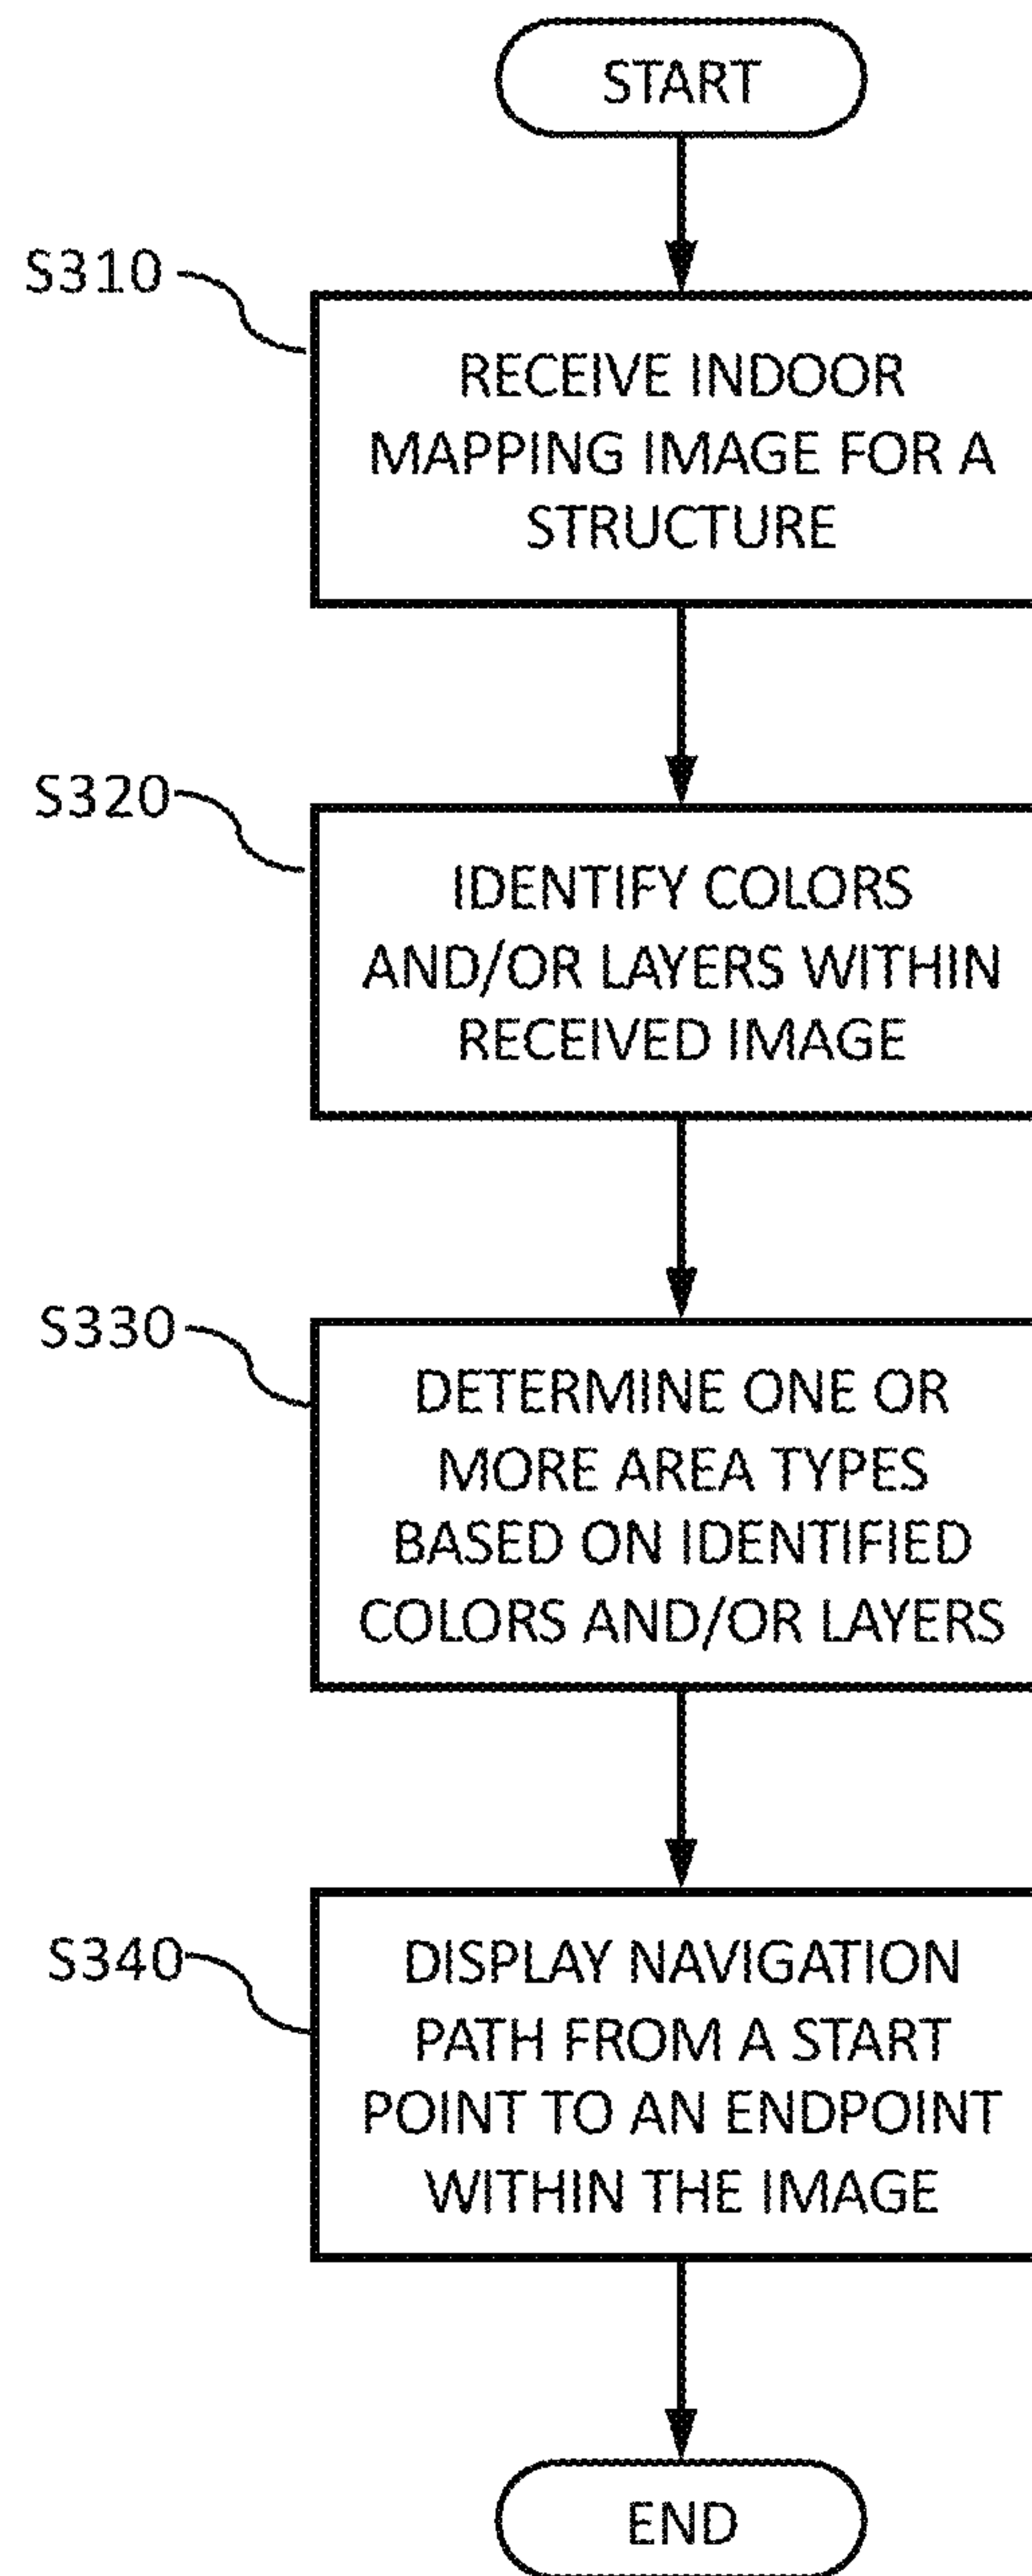 START
S310
RECEIVE INDOOR
MAPPING IMAGE FOR A
STRUCTURE
S320
IDENTIFY COLORS
AND/OR LAYERS WITHIN
RECEIVED IMAGE
S330
DETERMINE ONE OR
MORE AREA TYPES
BASED ON IDENTIFIED
COLORS AND/OR LAYERS
S340
DISPLAY NAVIGATION
PATH FROM A START
POINT TO AN ENDPOINT
WITHIN THE IMAGE
END